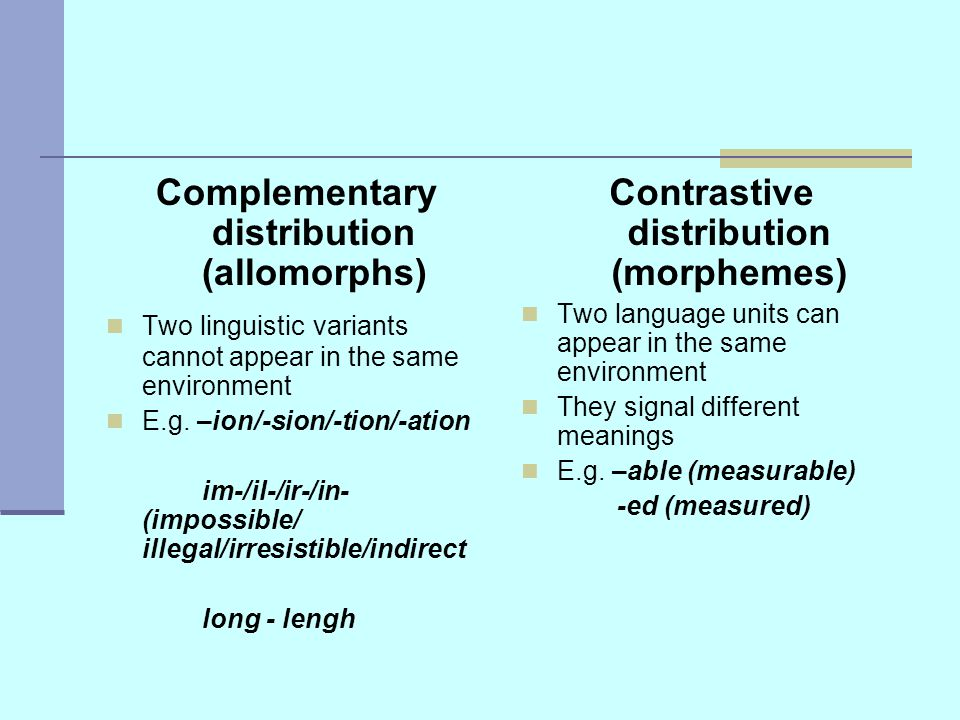 Complementary
distribution
(allomorphs)
Two linguistic variants
cannot appear in the same
environment
E.g. –ion/-sion/-tion/-ation
im-/il-/ir-/in-
(impossible/
illegal/irresistible/indirect
long - lengh
Contrastive
distribution
(morphemes)
Two language units can
appear in the same
environment
They signal different
meanings
E.g. –able (measurable)
-ed (measured)